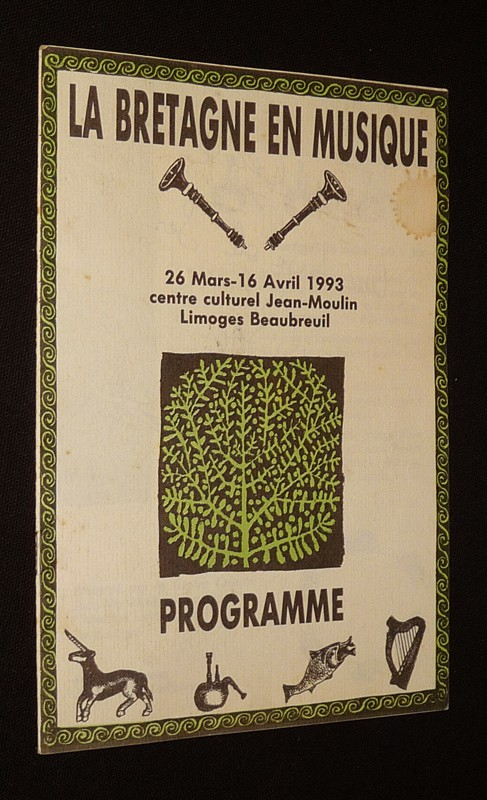 LA BRETAGNE EN MUSIQUE
26 Mars-16 Avril 1993
centre culturel Jean-Moulin
Limoges Beaubreuil
PROGRAMME